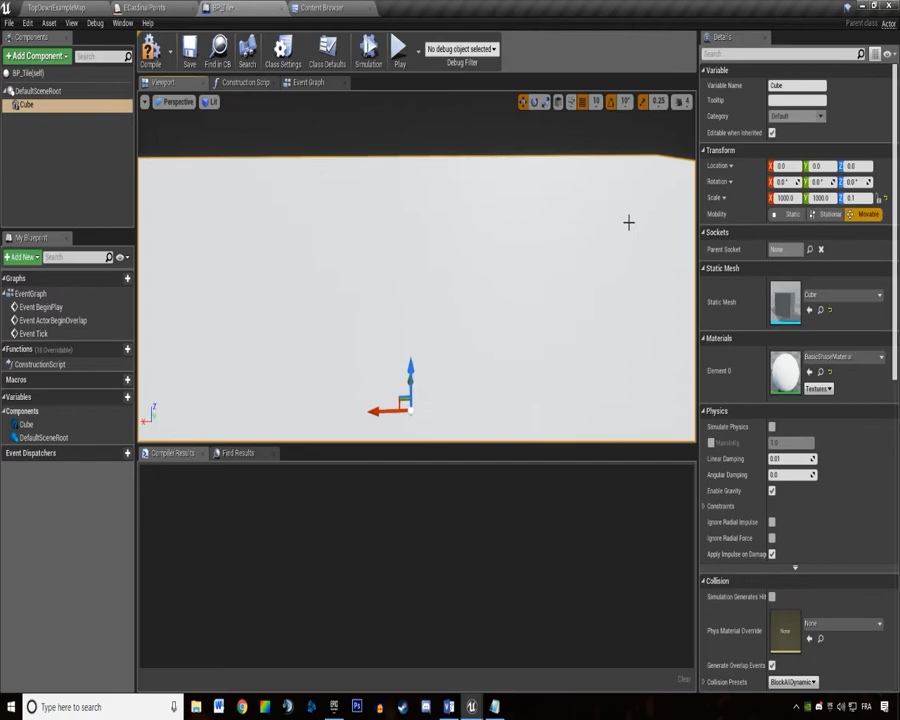 TopDownExampleMap
ECardinalPoints
BP_Tile*
Content Browser
File Edit Asset View Debug Window Help
Parent class: Actor
Components
+Add Component
Search
BP_Tile(self)
DefaultSceneRoot
Cube
My Blueprint
+Add New
Search
Graphs
EventGraph
Event BeginPlay
Event ActorBeginOverlap
Event Tick
Functions (18 Overridable)
ConstructionScript
Macros
Variables
Components
Cube
DefaultSceneRoot
Event Dispatchers
Compile
Save
Find in CB
Search
Class Settings
Class Defaults
Simulation
Play
No debug object selected
Debug Filter
Viewport
Construction Scrip
Event Graph
Perspective
Lit
10
10°
0.25
4
Z
X
Compiler Results
Find Results
Clear
Details
Search
Variable
Variable Name Cube
Tooltip
Category Default
Editable when Inherited
Transform
Location X 0.0 Y 0.0 Z 0.0
Rotation X 0.0° Y 0.0° Z 0.0°
Scale X 1000.0 Y 1000.0 Z 0.1
Mobility Static Stationar Movable
Sockets
Parent Socket None
Static Mesh
Static Mesh Cube
Materials
Element 0 BasicShapeMaterial
Textures
Physics
Simulate Physics
1.0
Linear Damping 0.01
Angular Damping 0.0
Enable Gravity
Constraints
Ignore Radial Impulse
Ignore Radial Force
Apply Impulse on Damag
Collision
Simulation Generates Hit
Phys Material Override None None
Generate Overlap Events
Collision Presets BlockAllDynamic
Type here to search
FRA